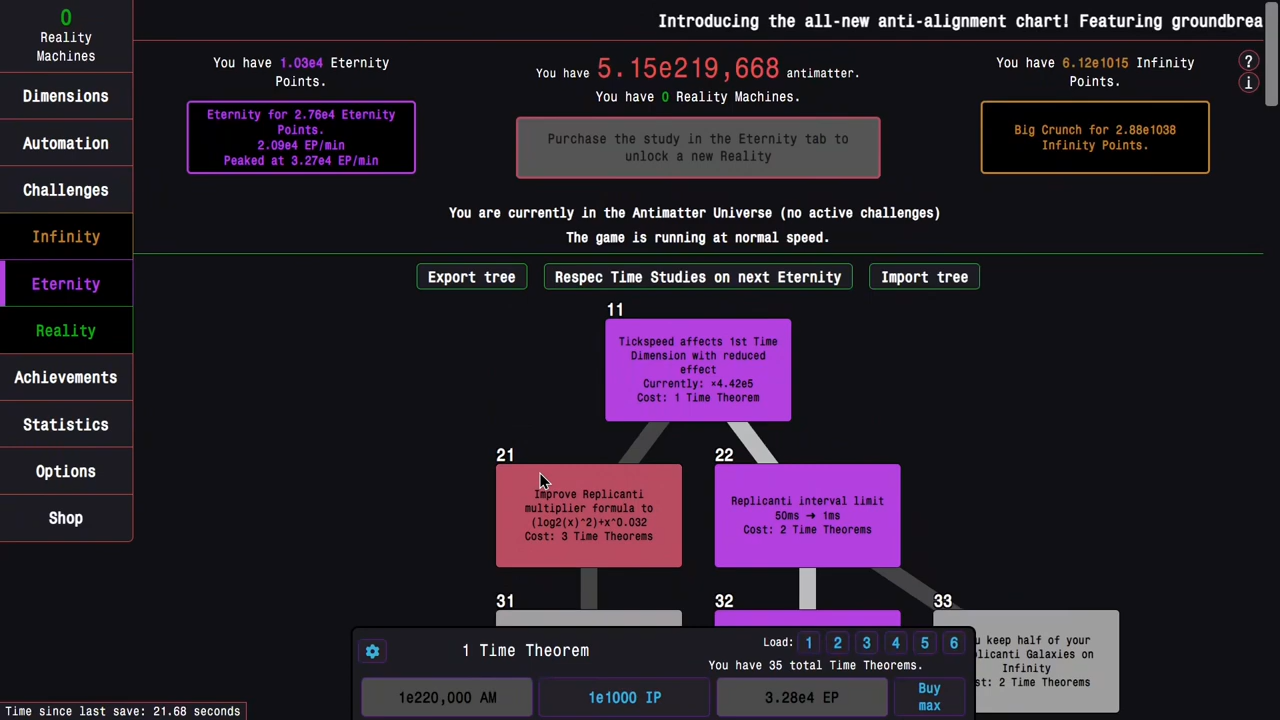 0
Reality
Machines
Dimensions
Automation
Challenges
Infinity
Eternity
Reality
Achievements
Statistics
Options
Shop
Time since last save: 21.68 seconds
Introducing the all-new anti-alignment chart! Featuring groundbrea
You have 1.03e4 Eternity
Points.
Eternity for 2.76e4 Eternity
Points.
2.09e4 EP/min
Peaked at 3.27e4 EP/min
You have 5.15e219,668 antimatter.
You have 0 Reality Machines.
Purchase the study in the Eternity tab to
unlock a new Reality
You have 6.12e1015 Infinity
Points.
Big Crunch for 2.88e1038
Infinity Points.
?
i
You are currently in the Antimatter Universe (no active challenges)
The game is running at normal speed.
Export tree
Respec Time Studies on next Eternity
Import tree
11
Tickspeed affects 1st Time
Dimension with reduced
effect
Currently: ×4.42e5
Cost: 1 Time Theorem
21
Improve Replicanti
multiplier formula to
(log2(x)^2)+x^0.032
Cost: 3 Time Theorems
22
Replicanti interval limit
50ms → 1ms
Cost: 2 Time Theorems
31
32
33
keep half of your
Galaxies on
Infinity
2 Time Theorems
1 Time Theorem
Load: 1 2 3 4 5 6
You have 35 total Time Theorems.
1e220,000 AM
1e1000 IP
3.28e4 EP
Buy
max